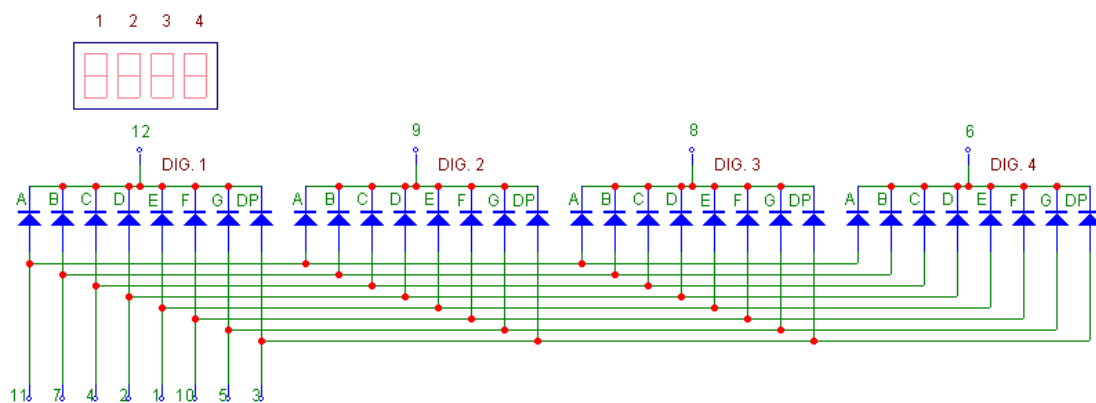 1 2 3 4
12 9 8 6
DIG. 1 DIG. 2 DIG. 3 DIG. 4
A B C D E F G DP A B C D E F G DP A B C D E F G DP A B C D E F G DP
11 7 4 2 1 10 5 3